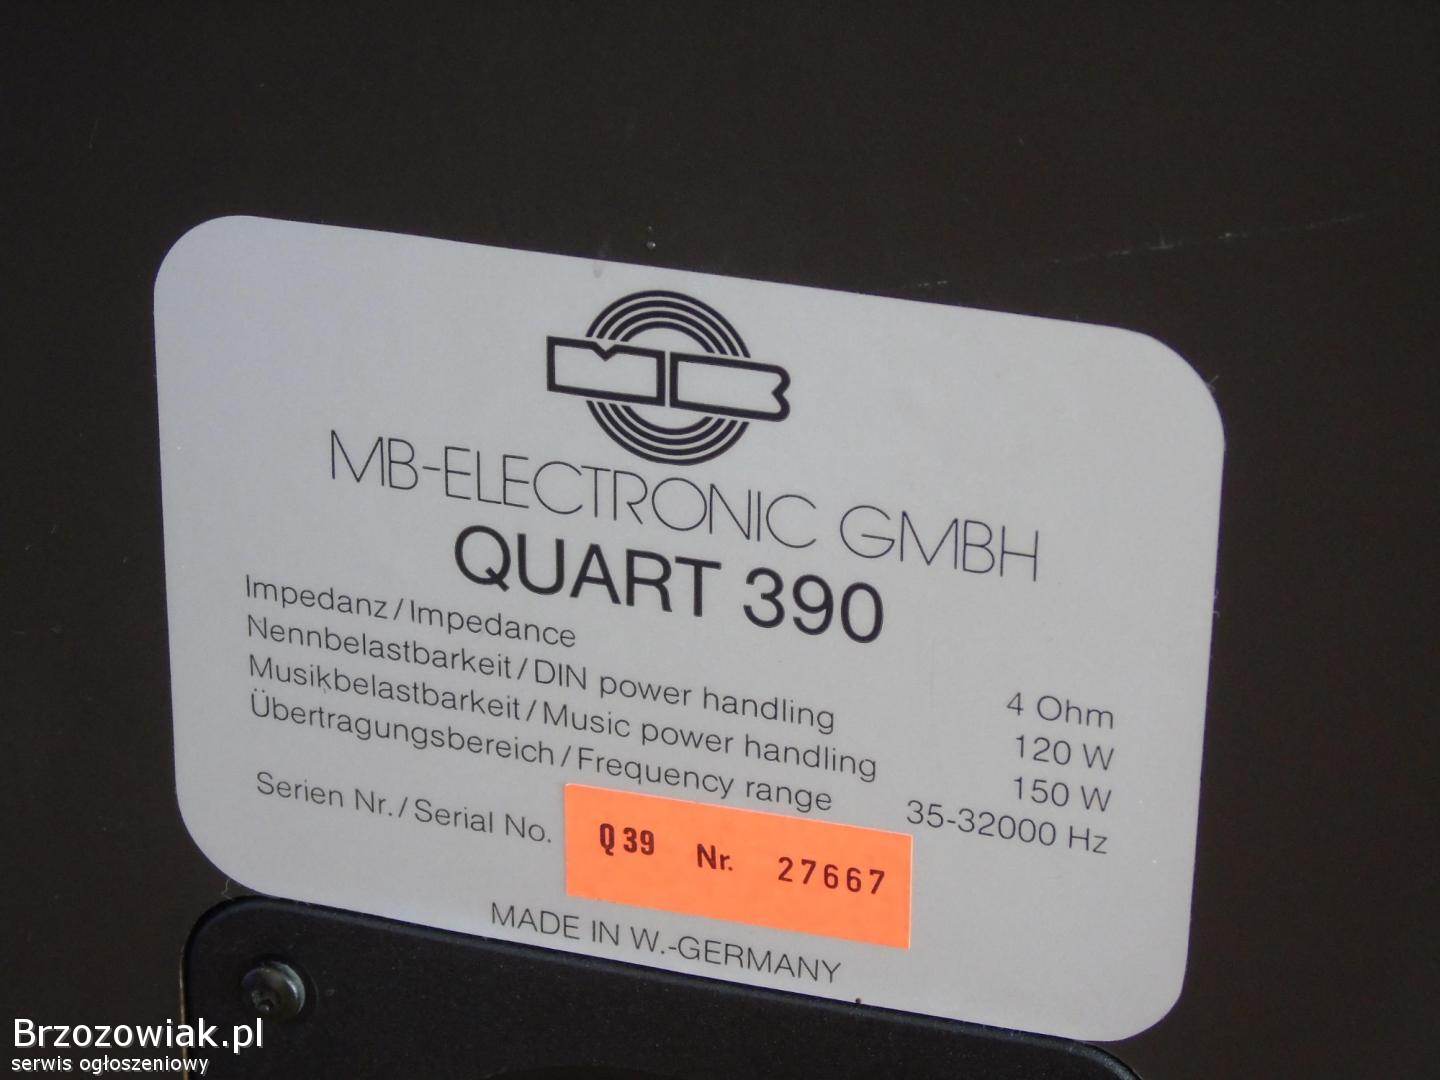 MB
MB-ELECTRONIC GMBH
QUART 390
Impedanz/Impedance 4 Ohm
Nennbelastbarkeit/DIN power handling 120 W
Musikbelastbarkeit/Music power handling 150 W
Übertragungsbereich/Frequency range 35-32000 Hz
Serien Nr./Serial No. Q39 Nr. 27667
MADE IN W.-GERMANY
Brzozowiak.pl
serwis ogłoszeniowy